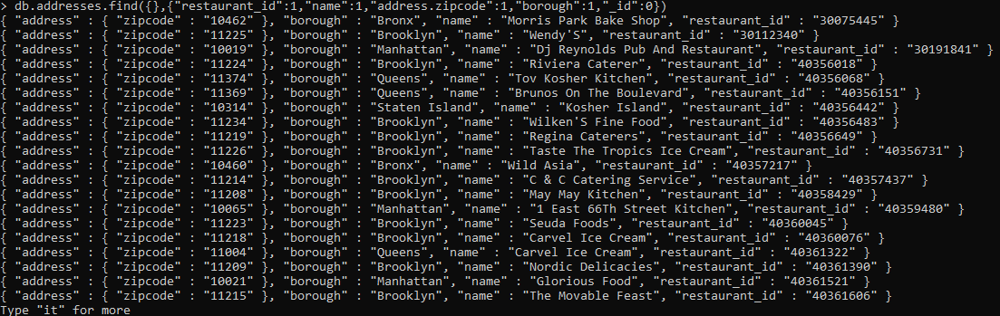 > db.addresses.find({},{"restaurant_id":1,"name":1,"address.zipcode":1,"borough":1,"_id":0})
{ "address" : { "zipcode" : "10462" }, "borough" : "Bronx", "name" : "Morris Park Bake Shop", "restaurant_id" : "30075445" }
{ "address" : { "zipcode" : "11225" }, "borough" : "Brooklyn", "name" : "Wendy'S", "restaurant_id" : "30112340" }
{ "address" : { "zipcode" : "10019" }, "borough" : "Manhattan", "name" : "Dj Reynolds Pub And Restaurant", "restaurant_id" : "30191841" }
{ "address" : { "zipcode" : "11224" }, "borough" : "Brooklyn", "name" : "Riviera Caterer", "restaurant_id" : "40356018" }
{ "address" : { "zipcode" : "11374" }, "borough" : "Queens", "name" : "Tov Kosher Kitchen", "restaurant_id" : "40356068" }
{ "address" : { "zipcode" : "11369" }, "borough" : "Queens", "name" : "Brunos On The Boulevard", "restaurant_id" : "40356151" }
{ "address" : { "zipcode" : "10314" }, "borough" : "Staten Island", "name" : "Kosher Island", "restaurant_id" : "40356442" }
{ "address" : { "zipcode" : "11234" }, "borough" : "Brooklyn", "name" : "Wilken'S Fine Food", "restaurant_id" : "40356483" }
{ "address" : { "zipcode" : "11219" }, "borough" : "Brooklyn", "name" : "Regina Caterers", "restaurant_id" : "40356649" }
{ "address" : { "zipcode" : "11226" }, "borough" : "Brooklyn", "name" : "Taste The Tropics Ice Cream", "restaurant_id" : "40356731" }
{ "address" : { "zipcode" : "10460" }, "borough" : "Bronx", "name" : "Wild Asia", "restaurant_id" : "40357217" }
{ "address" : { "zipcode" : "11214" }, "borough" : "Brooklyn", "name" : "C & C Catering Service", "restaurant_id" : "40357437" }
{ "address" : { "zipcode" : "11208" }, "borough" : "Brooklyn", "name" : "May May Kitchen", "restaurant_id" : "40358429" }
{ "address" : { "zipcode" : "10065" }, "borough" : "Manhattan", "name" : "1 East 66Th Street Kitchen", "restaurant_id" : "40359480" }
{ "address" : { "zipcode" : "11223" }, "borough" : "Brooklyn", "name" : "Seuda Foods", "restaurant_id" : "40360045" }
{ "address" : { "zipcode" : "11218" }, "borough" : "Brooklyn", "name" : "Carvel Ice Cream", "restaurant_id" : "40360076" }
{ "address" : { "zipcode" : "11004" }, "borough" : "Queens", "name" : "Carvel Ice Cream", "restaurant_id" : "40361322" }
{ "address" : { "zipcode" : "11209" }, "borough" : "Brooklyn", "name" : "Nordic Delicacies", "restaurant_id" : "40361390" }
{ "address" : { "zipcode" : "10021" }, "borough" : "Manhattan", "name" : "Glorious Food", "restaurant_id" : "40361521" }
{ "address" : { "zipcode" : "11215" }, "borough" : "Brooklyn", "name" : "The Movable Feast", "restaurant_id" : "40361606" }
Type "it" for more